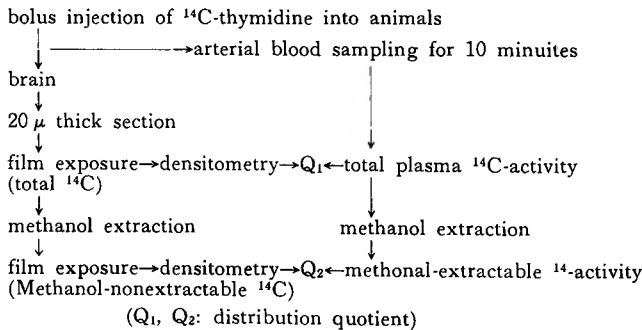 bolus injection of ¹⁴C-thymidine into animals
→arterial blood sampling for 10 minuites
brain
20 μ thick section
film exposure→densitometry→Q₁←total plasma ¹⁴C-activity
(total ¹⁴C)
methanol extraction methanol extraction
film exposure→densitometry→Q₂←methonal-extractable ¹⁴-activity
(Methanol-nonextractable ¹⁴C)
(Q₁, Q₂: distribution quotient)